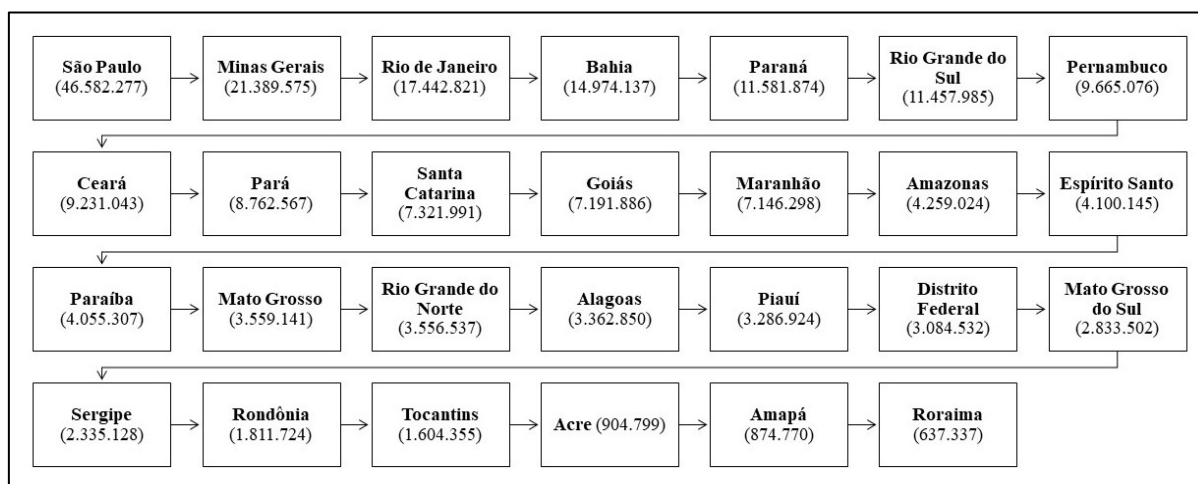 São Paulo
(46.582.277)
Minas Gerais
(21.389.575)
Rio de Janeiro
(17.442.821)
Bahia
(14.974.137)
Paraná
(11.581.874)
Rio Grande do
Sul
(11.457.985)
Pernambuco
(9.665.076)
Ceará
(9.231.043)
Pará
(8.762.567)
Santa
Catarina
(7.321.991)
Goiás
(7.191.886)
Maranhão
(7.146.298)
Amazonas
(4.259.024)
Espírito Santo
(4.100.145)
Paraíba
(4.055.307)
Mato Grosso
(3.559.141)
Rio Grande do
Norte
(3.556.537)
Alagoas
(3.362.850)
Piauí
(3.286.924)
Distrito
Federal
(3.084.532)
Mato Grosso
do Sul
(2.833.502)
Sergipe
(2.335.128)
Rondônia
(1.811.724)
Tocantins
(1.604.355)
Acre (904.799)
Amapá
(874.770)
Roraima
(637.337)